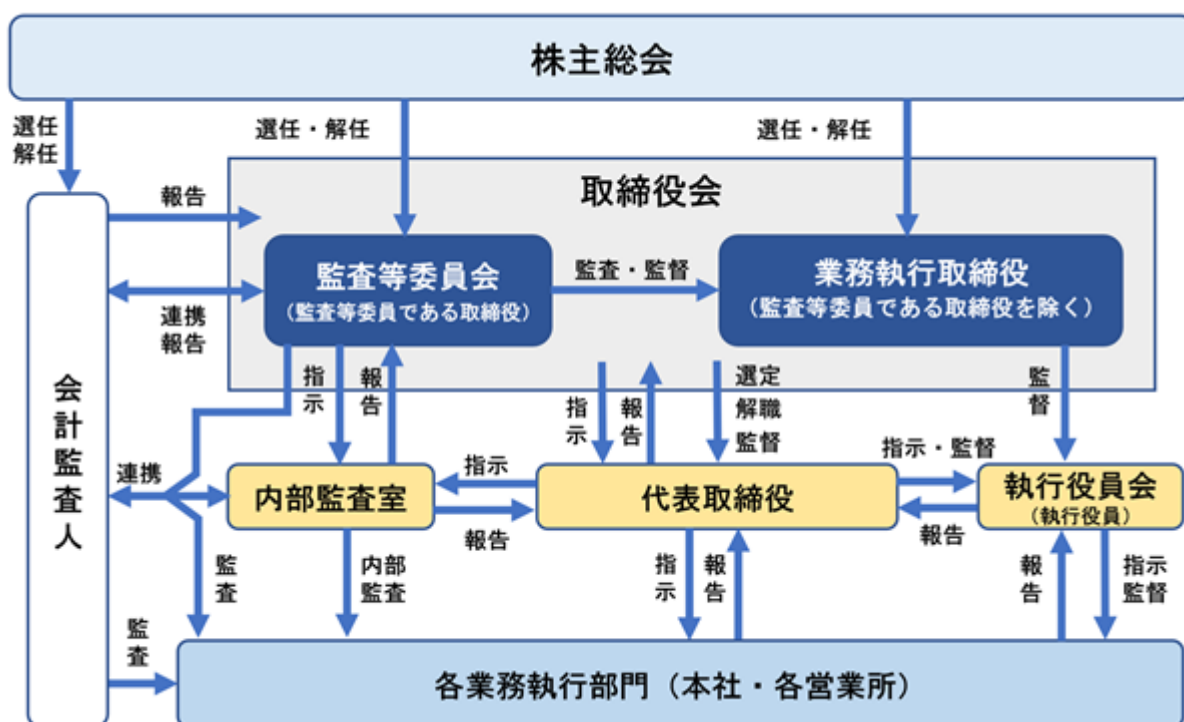 株主総会
選任
解任
選任・解任
選任・解任
報告
取締役会
監査等委員会
（監査等委員である取締役）
監査・監督
業務執行取締役
（監査等委員である取締役を除く）
連携
報告
会計監査人
指示
報告
指示
報告
選定
解職
監督
監督
連携
指示
指示・監督
内部監査室
代表取締役
執行役員会
（執行役員）
報告
報告
監査
内部
監査
指示
報告
報告
指示
監督
監査
各業務執行部門（本社・各営業所）